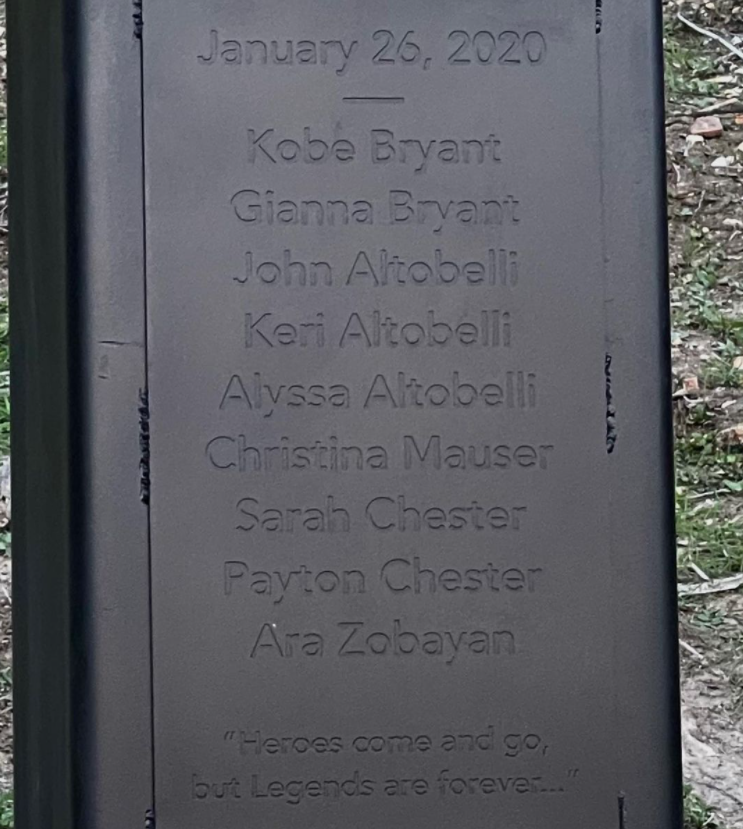 January 26, 2020
Kobe Bryant
Gianna Bryant
John Altobelli
Keri Altobelli
Alyssa Altobelli
Christina Mauser
Sarah Chester
Payton Chester
Ara Zobayan
“Heroes come and go,
but Legends are forever...”